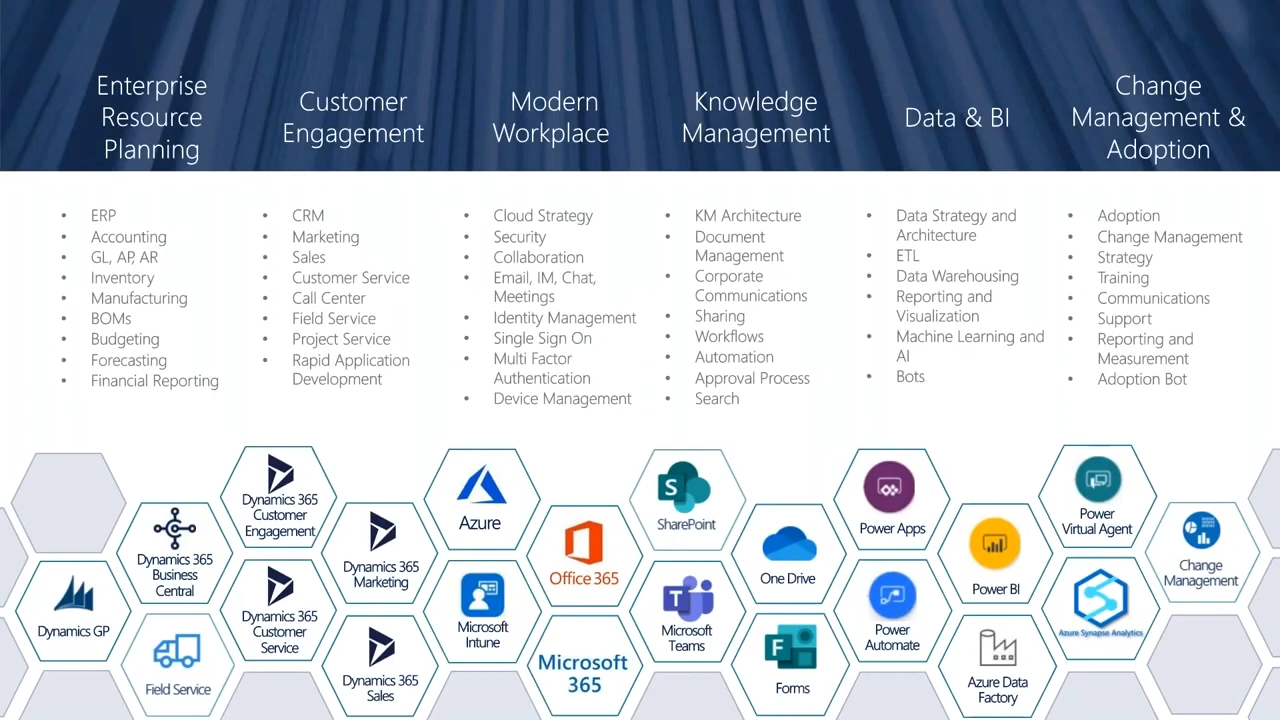 Enterprise
Resource
Planning
Customer
Engagement
Modern
Workplace
Knowledge
Management
Data & BI
Change
Management &
Adoption
• ERP
• Accounting
• GL, AP, AR
• Inventory
• Manufacturing
• BOMs
• Budgeting
• Forecasting
• Financial Reporting
• CRM
• Marketing
• Sales
• Customer Service
• Call Center
• Field Service
• Project Service
• Rapid Application
Development
• Cloud Strategy
• Security
• Collaboration
• Email, IM, Chat,
Meetings
• Identity Management
• Single Sign On
• Multi Factor
Authentication
• Device Management
• KM Architecture
• Document
Management
• Corporate
Communications
• Sharing
• Workflows
• Automation
• Approval Process
• Search
• Data Strategy and
Architecture
• ETL
• Data Warehousing
• Reporting and
Visualization
• Machine Learning and
AI
• Bots
• Adoption
• Change Management
• Strategy
• Training
• Communications
• Support
• Reporting and
Measurement
• Adoption Bot
Dynamics GP
Dynamics 365
Business
Central
Field Service
Dynamics 365
Customer
Engagement
Dynamics 365
Customer
Service
Dynamics 365
Marketing
Dynamics 365
Sales
Azure
Microsoft
Intune
Office 365
Microsoft
365
S
SharePoint
T
Microsoft
Teams
One Drive
F
Forms
Power Apps
Power
Automate
Power BI
Azure Data
Factory
Power
Virtual Agent
Azure Synapse Analytics
Change
Management